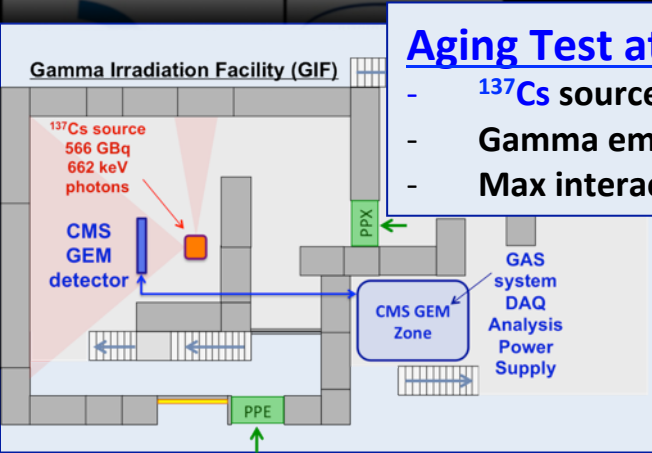 Aging Test at
- ¹³⁷Cs source
- Gamma em
- Max interac
Gamma Irradiation Facility (GIF)
¹³⁷Cs source
566 GBq
662 keV
photons
CMS
GEM
detector
PPX
CMS GEM
Zone
GAS
system
DAQ
Analysis
Power
Supply
PPE